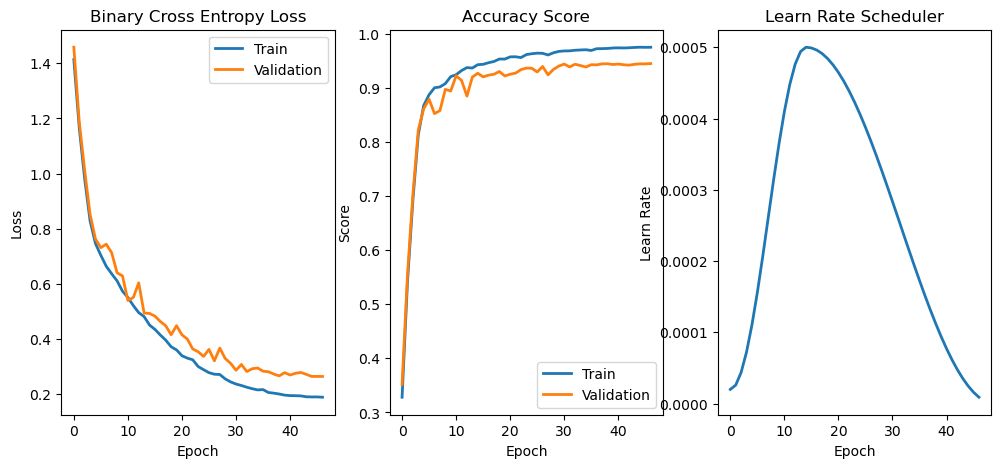 Binary Cross Entropy Loss
Train
Validation
1.4
1.2
1.0
0.8
0.6
0.4
0.2
Loss
0
10
20
30
40
Epoch
Accuracy Score
1.0
0.9
0.8
0.7
0.6
0.5
0.4
0.3
Score
Train
Validation
0
10
20
30
40
Epoch
Learn Rate Scheduler
0.0005
0.0004
0.0003
0.0002
0.0001
0.0000
Learn Rate
0
10
20
30
40
Epoch